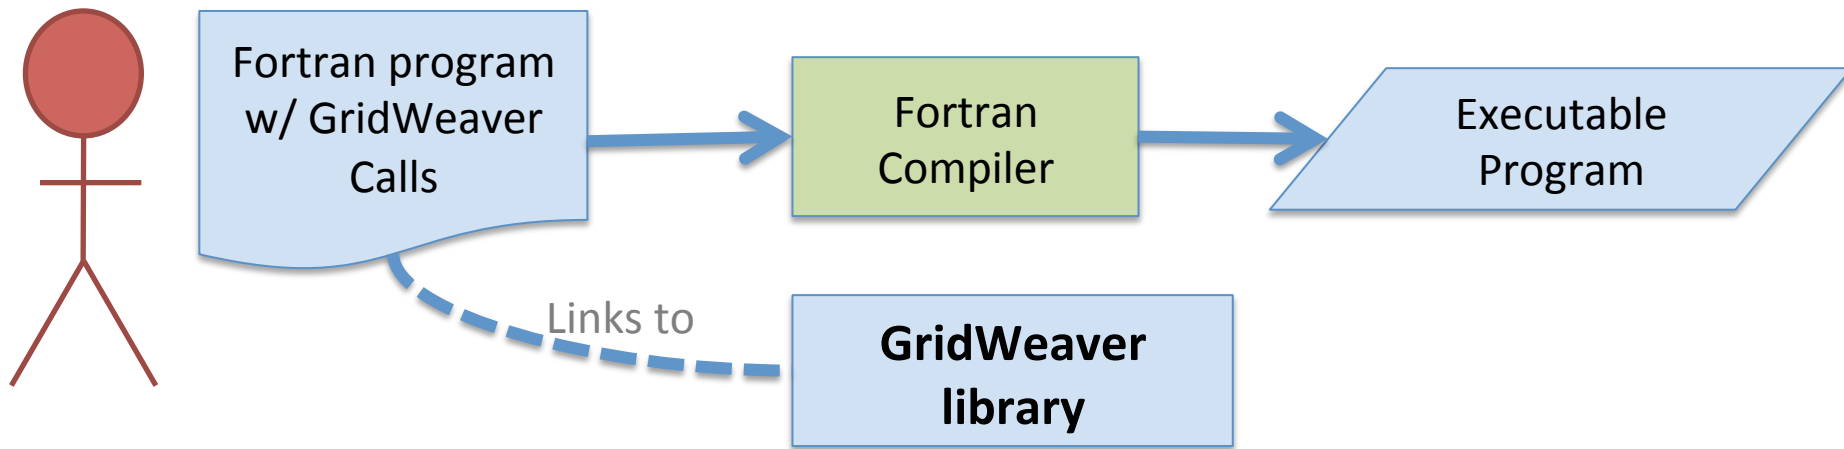 Fortran program
w/ GridWeaver
Calls
Fortran
Compiler
Executable
Program
Links to
GridWeaver
library